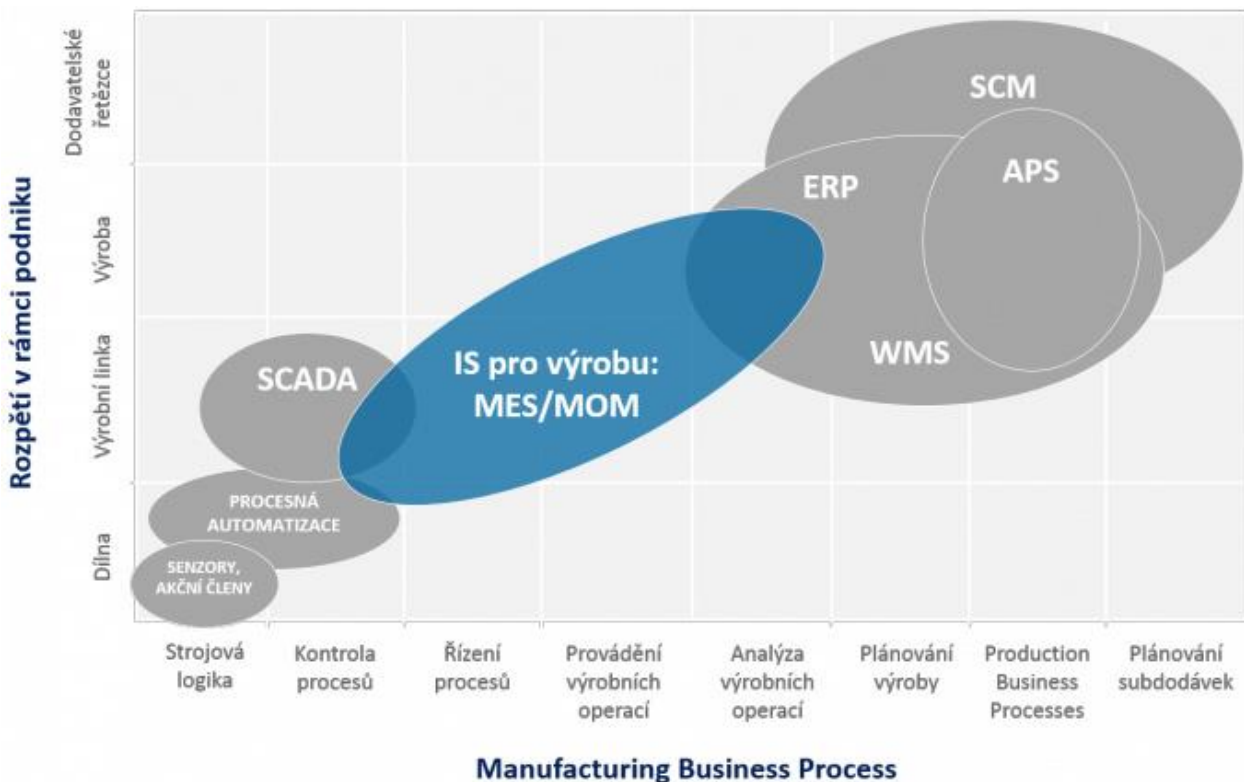 Rozpětí v rámci podniku
Dodavatelské
řetězce
Výroba
Výrobní linka
Dílna
SCM
APS
ERP
WMS
IS pro výrobu:
MES/MOM
SCADA
PROCESNÁ
AUTOMATIZACE
SENZORY,
AKČNÍ ČLENY
Strojová
logika
Kontrola
procesů
Řízení
procesů
Provádění
výrobních
operací
Analýza
výrobních
operací
Plánování
výroby
Production
Business
Processes
Plánování
subdodávek
Manufacturing Business Process